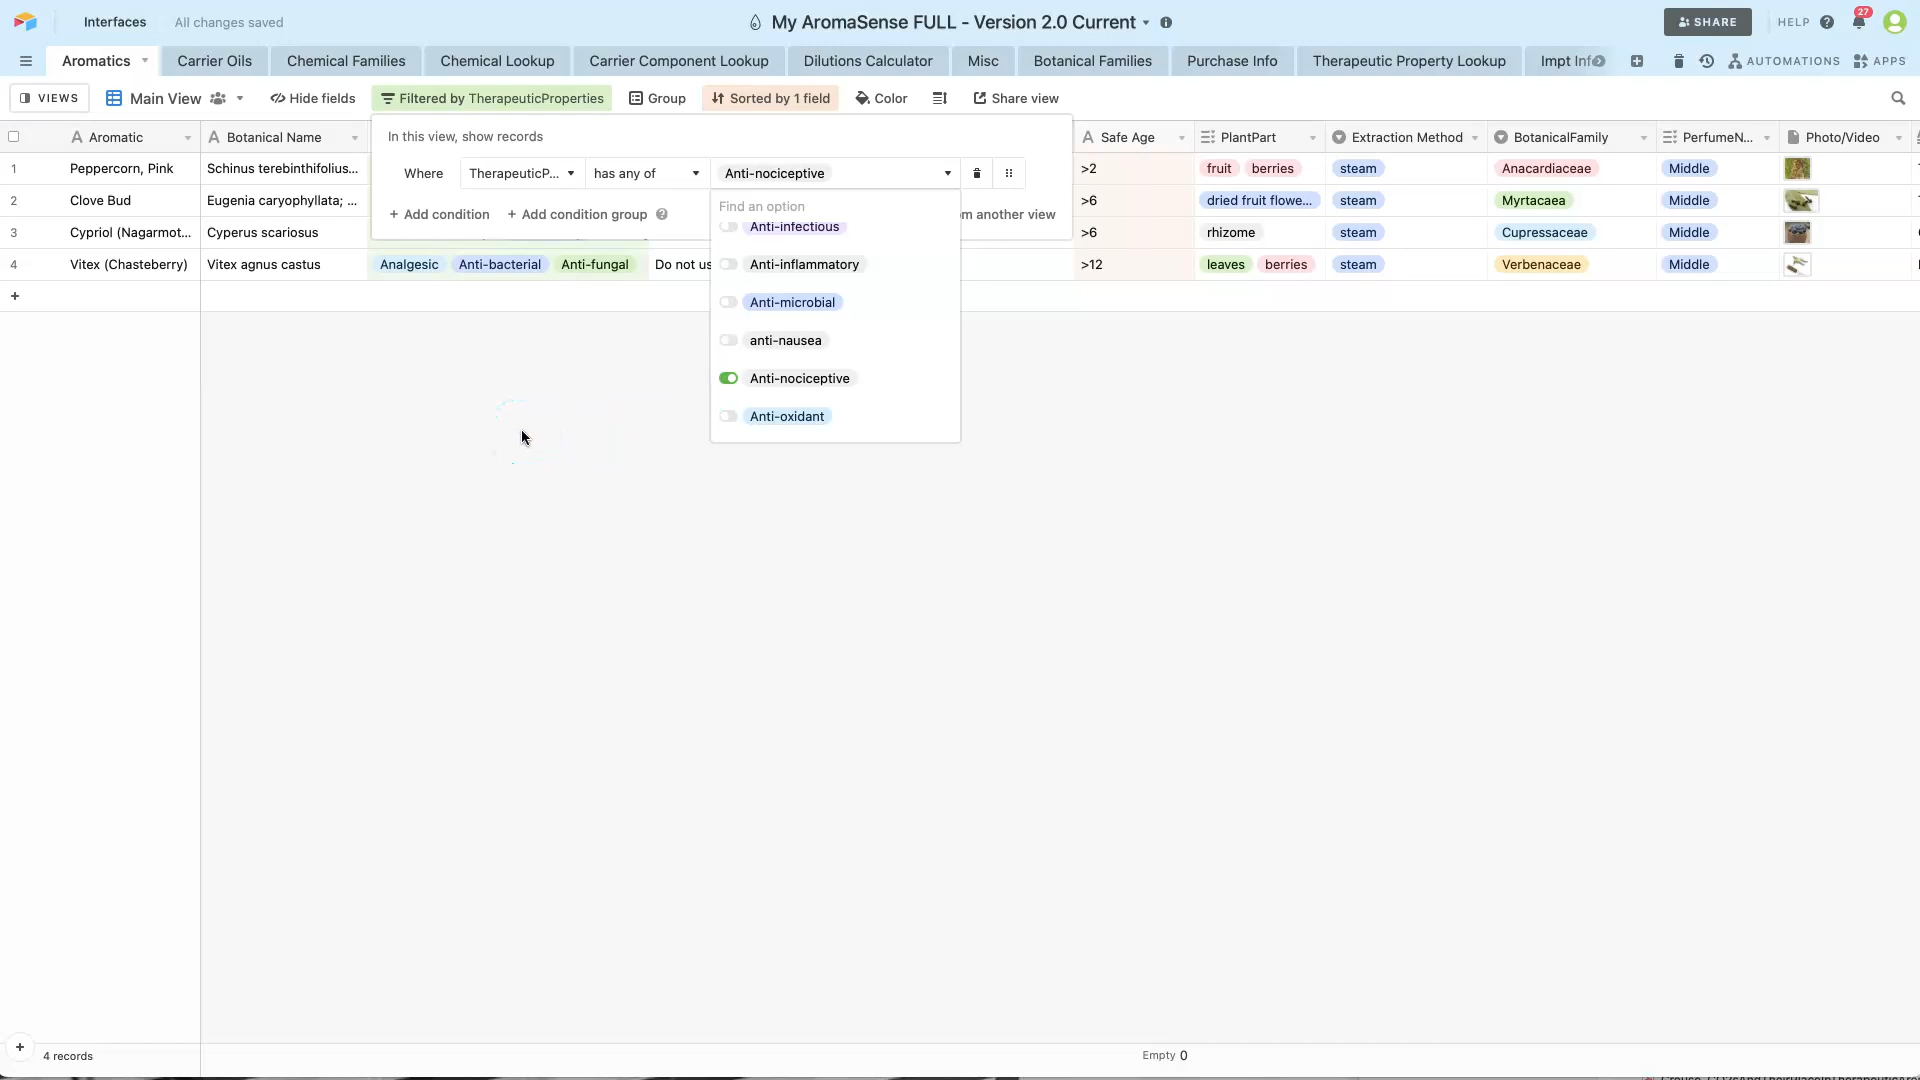 Interfaces All changes saved My AromaSense FULL - Version 2.0 Current SHARE HELP 27
Aromatics Carrier Oils Chemical Families Chemical Lookup Carrier Component Lookup Dilutions Calculator Misc Botanical Families Purchase Info Therapeutic Property Lookup Impt Inf AUTOMATIONS APPS
VIEWS Main View Hide fields Filtered by TherapeuticProperties Group Sorted by 1 field Color Share view
In this view, show records
Where TherapeuticP... has any of Anti-nociceptive
+ Add condition + Add condition group om another view
Find an option
Anti-infectious
Anti-inflammatory
Anti-microbial
anti-nausea
Anti-nociceptive
Anti-oxidant
Aromatic Botanical Name Safe Age PlantPart Extraction Method BotanicalFamily PerfumeN... Photo/Video
1 Peppercorn, Pink Schinus terebinthifolius... >2 fruit berries steam Anacardiaceae Middle
2 Clove Bud Eugenia caryophyllata; ... >6 dried fruit flowe... steam Myrtacaea Middle
3 Cypriol (Nagarmot... Cyperus scariosus >6 rhizome steam Cupressaceae Middle
4 Vitex (Chasteberry) Vitex agnus castus Analgesic Anti-bacterial Anti-fungal Do not us >12 leaves berries steam Verbenaceae Middle
+
+ 4 records Empty 0